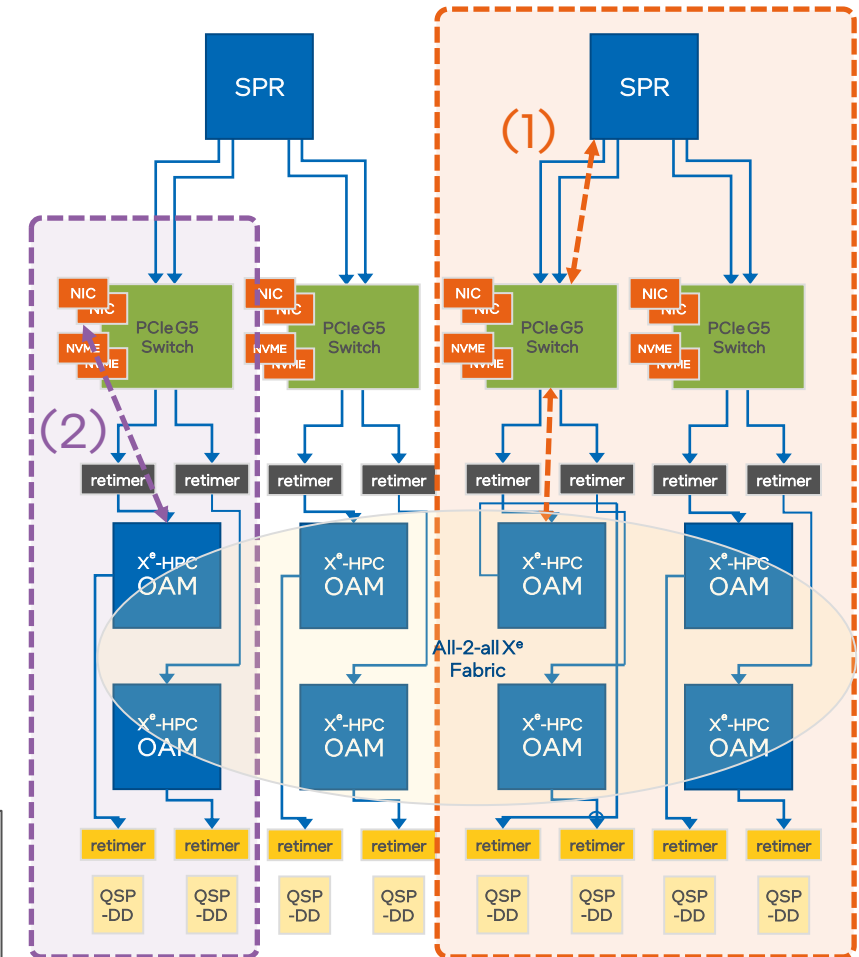 SPR
SPR
(1)
NIC
NIC
NVME
NVME
PCIe G5
Switch
NIC
NIC
NVME
NVME
PCIe G5
Switch
NIC
NIC
NVME
NVME
PCIe G5
Switch
NIC
NIC
NVME
NVME
PCIe G5
Switch
(2)
retimer
retimer
retimer
retimer
retimer
retimer
retimer
retimer
Xᵉ-HPC
OAM
Xᵉ-HPC
OAM
Xᵉ-HPC
OAM
Xᵉ-HPC
OAM
All-2-all Xᵉ
Fabric
Xᵉ-HPC
OAM
Xᵉ-HPC
OAM
Xᵉ-HPC
OAM
Xᵉ-HPC
OAM
retimer
retimer
retimer
retimer
retimer
retimer
retimer
retimer
QSP
-DD
QSP
-DD
QSP
-DD
QSP
-DD
QSP
-DD
QSP
-DD
QSP
-DD
QSP
-DD